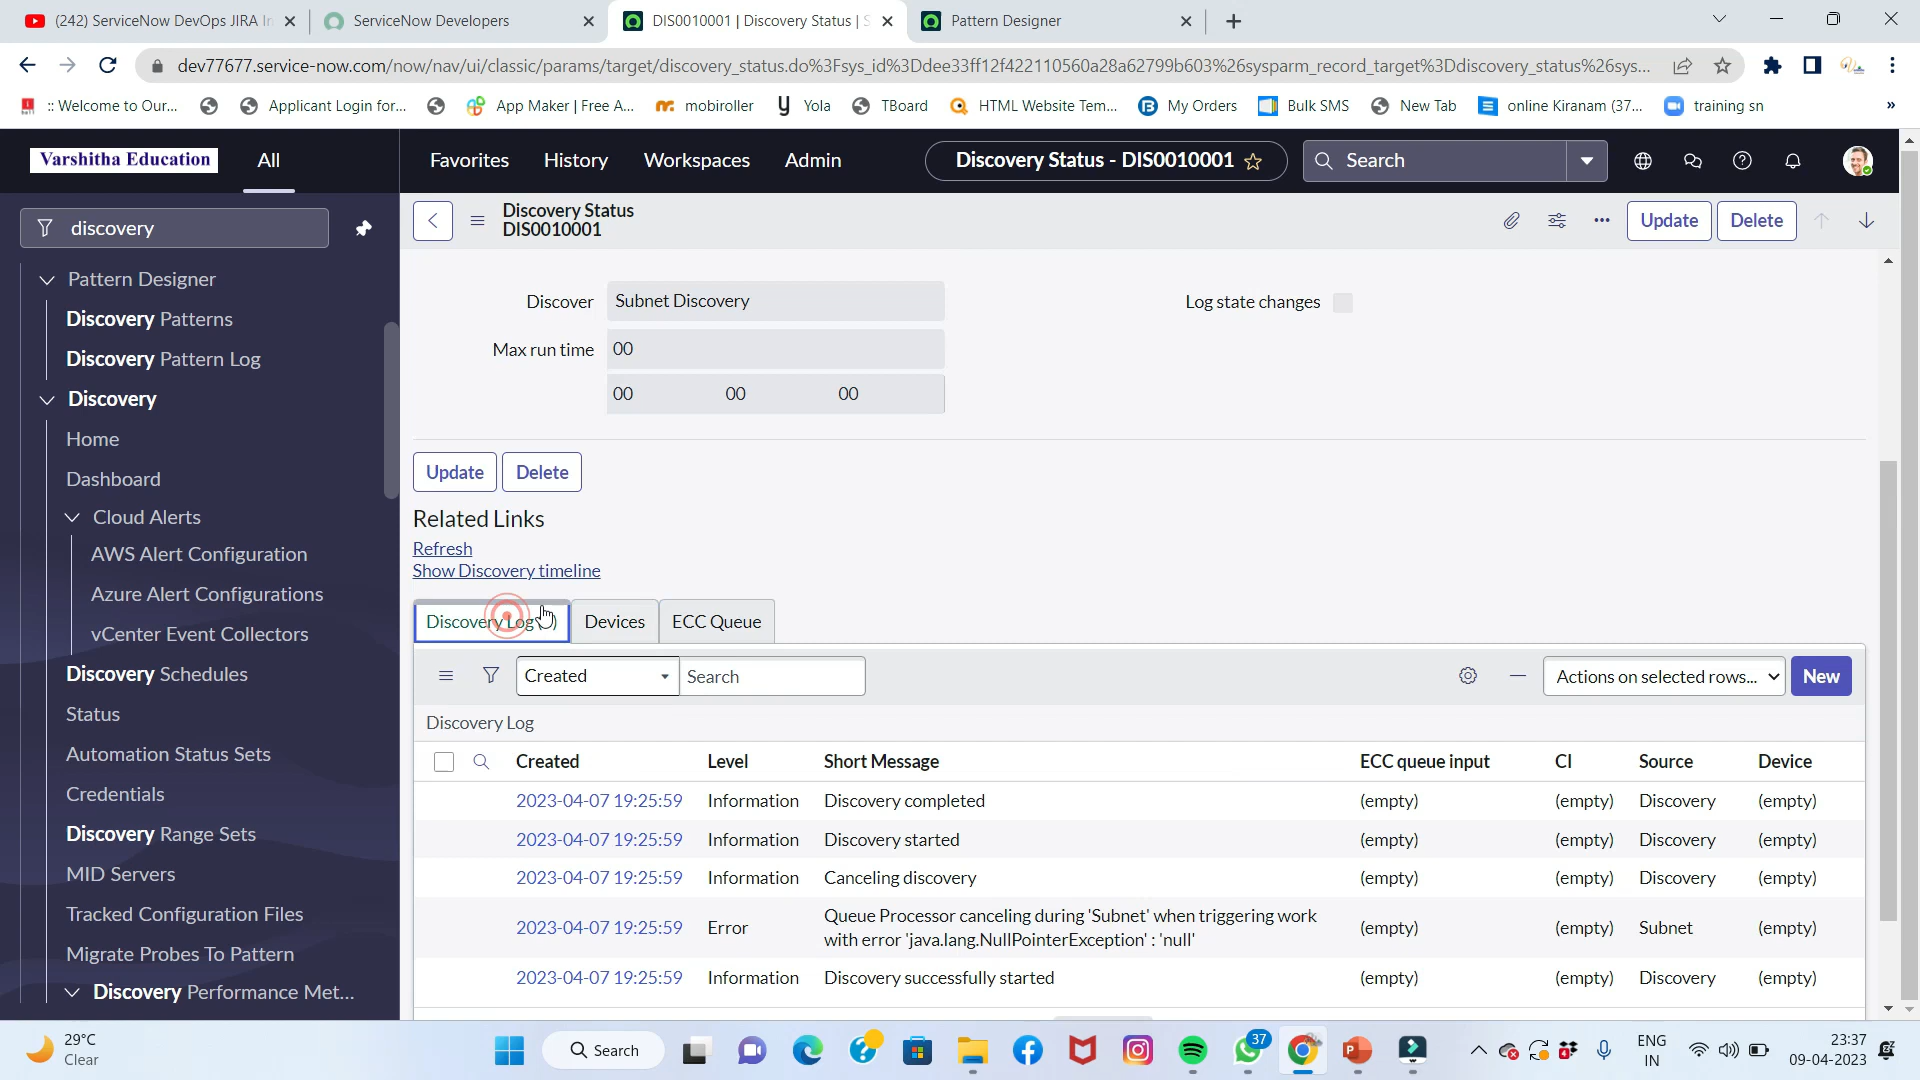 (242) ServiceNow DevOps JIRA In
ServiceNow Developers
DIS0010001 | Discovery Status | S
Pattern Designer
dev77677.service-now.com/now/nav/ui/classic/params/target/discovery_status.do%3Fsys_id%3Ddee33ff12f422110560a28a62799b603%26sysparm_record_target%3Ddiscovery_status%26sys...
:: Welcome to Our...
Applicant Login for...
App Maker | Free A...
mobiroller
Yola
TBoard
HTML Website Tem...
My Orders
Bulk SMS
New Tab
online Kiranam (37...
training sn
»
Varshitha Education
All
Favorites
History
Workspaces
Admin
Discovery Status - DIS0010001
Search
discovery
Discovery Status
DIS0010001
Update
Delete
Pattern Designer
Discovery Patterns
Discovery Pattern Log
Discovery
Home
Dashboard
Cloud Alerts
AWS Alert Configuration
Azure Alert Configurations
vCenter Event Collectors
Discovery Schedules
Status
Automation Status Sets
Credentials
Discovery Range Sets
MID Servers
Tracked Configuration Files
Migrate Probes To Pattern
Discovery Performance Met...
Discover
Subnet Discovery
Log state changes
Max run time
00
00 00 00
Update
Delete
Related Links
Refresh
Show Discovery timeline
Discovery Log
Devices
ECC Queue
Created
Search
Actions on selected rows...
New
Discovery Log
Created Level Short Message ECC queue input CI Source Device
2023-04-07 19:25:59 Information Discovery completed (empty) (empty) Discovery (empty)
2023-04-07 19:25:59 Information Discovery started (empty) (empty) Discovery (empty)
2023-04-07 19:25:59 Information Canceling discovery (empty) (empty) Discovery (empty)
2023-04-07 19:25:59 Error Queue Processor canceling during 'Subnet' when triggering work
with error 'java.lang.NullPointerException' : 'null' (empty) (empty) Subnet (empty)
2023-04-07 19:25:59 Information Discovery successfully started (empty) (empty) Discovery (empty)
29°C
Clear
Search
37
ENG
IN
23:37
09-04-2023